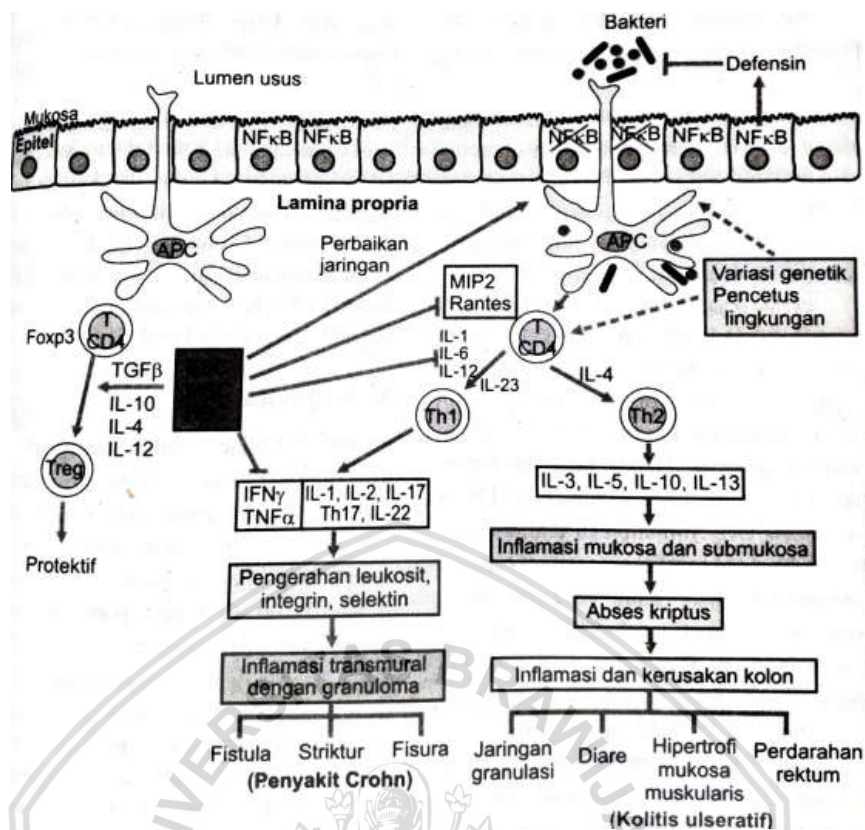 Bakteri
Lumen usus
Defensin
Mukosa
Epitel
NFκB
NFκB
NFκB
NFκB
NFκB
NFκB
Lamina propria
APC
APC
Perbaikan
jaringan
MIP2
Rantes
Variasi genetik
Pencetus
lingkungan
Foxp3
T
CD4
T
CD4
IL-1
IL-6
IL-12
IL-23
IL-4
TGFβ
IL-10
IL-4
IL-12
Th1
Th2
Treg
IFNγ
TNFα
IL-1, IL-2, IL-17
Th17, IL-22
IL-3, IL-5, IL-10, IL-13
Protektif
Inflamasi mukosa dan submukosa
Pengerahan leukosit,
integrin, selektin
Abses kriptus
Inflamasi transmural
dengan granuloma
Inflamasi dan kerusakan kolon
Fistula
Striktur
Fisura
(Penyakit Crohn)
Jaringan
granulasi
Diare
Hipertrofi
mukosa
muskularis
Perdarahan
rektum
(Kolitis ulseratif)